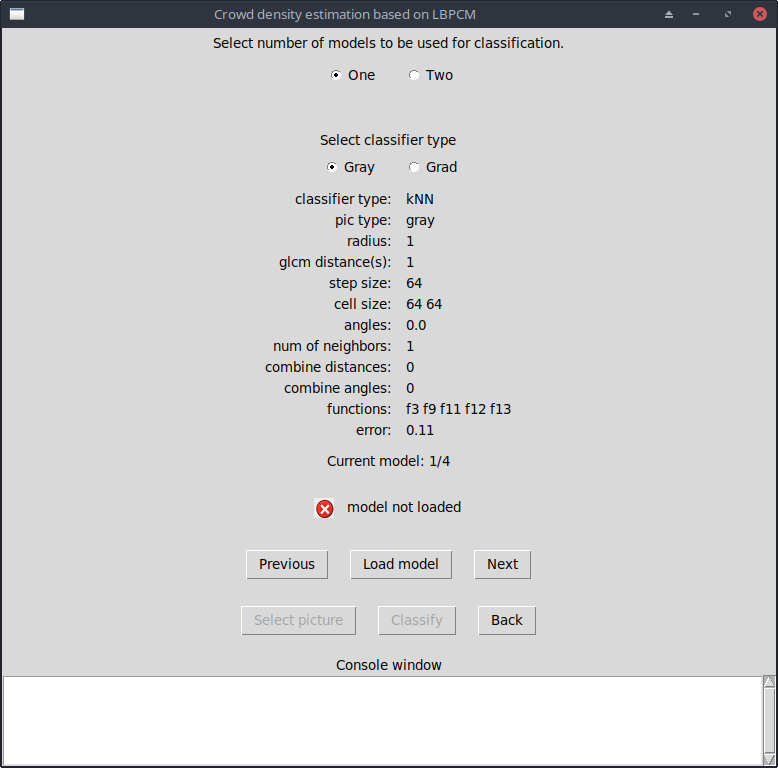 Crowd density estimation based on LBPCM
Select number of models to be used for classification.
One Two
Select classifier type
Gray Grad
classifier type: kNN
pic type: gray
radius: 1
glcm distance(s): 1
step size: 64
cell size: 64 64
angles: 0.0
num of neighbors: 1
combine distances: 0
combine angles: 0
functions: f3 f9 f11 f12 f13
error: 0.11
Current model: 1/4
model not loaded
Previous Load model Next
Select picture Classify Back
Console window